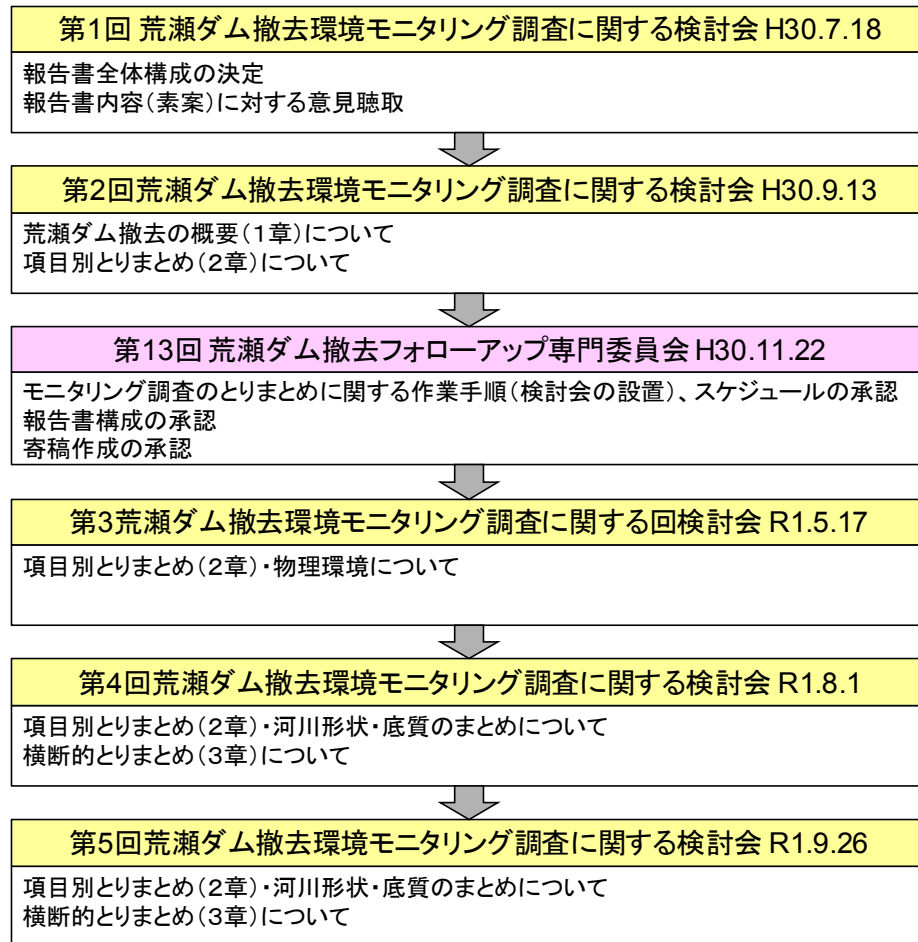 第1回 荒瀬ダム撤去環境モニタリング調査に関する検討会 H30.7.18
報告書全体構成の決定
報告書内容（素案）に対する意見聴取
第2回荒瀬ダム撤去環境モニタリング調査に関する検討会 H30.9.13
荒瀬ダム撤去の概要（１章）について
項目別とりまとめ（２章）について
第13回 荒瀬ダム撤去フォローアップ専門委員会 H30.11.22
モニタリング調査のとりまとめに関する作業手順（検討会の設置）、スケジュールの承認
報告書構成の承認
寄稿作成の承認
第3荒瀬ダム撤去環境モニタリング調査に関する回検討会 R1.5.17
項目別とりまとめ（２章）・物理環境について
第4回荒瀬ダム撤去環境モニタリング調査に関する検討会 R1.8.1
項目別とりまとめ（２章）・河川形状・底質のまとめについて
横断的とりまとめ（３章）について
第5回荒瀬ダム撤去環境モニタリング調査に関する検討会 R1.9.26
項目別とりまとめ（２章）・河川形状・底質のまとめについて
横断的とりまとめ（３章）について